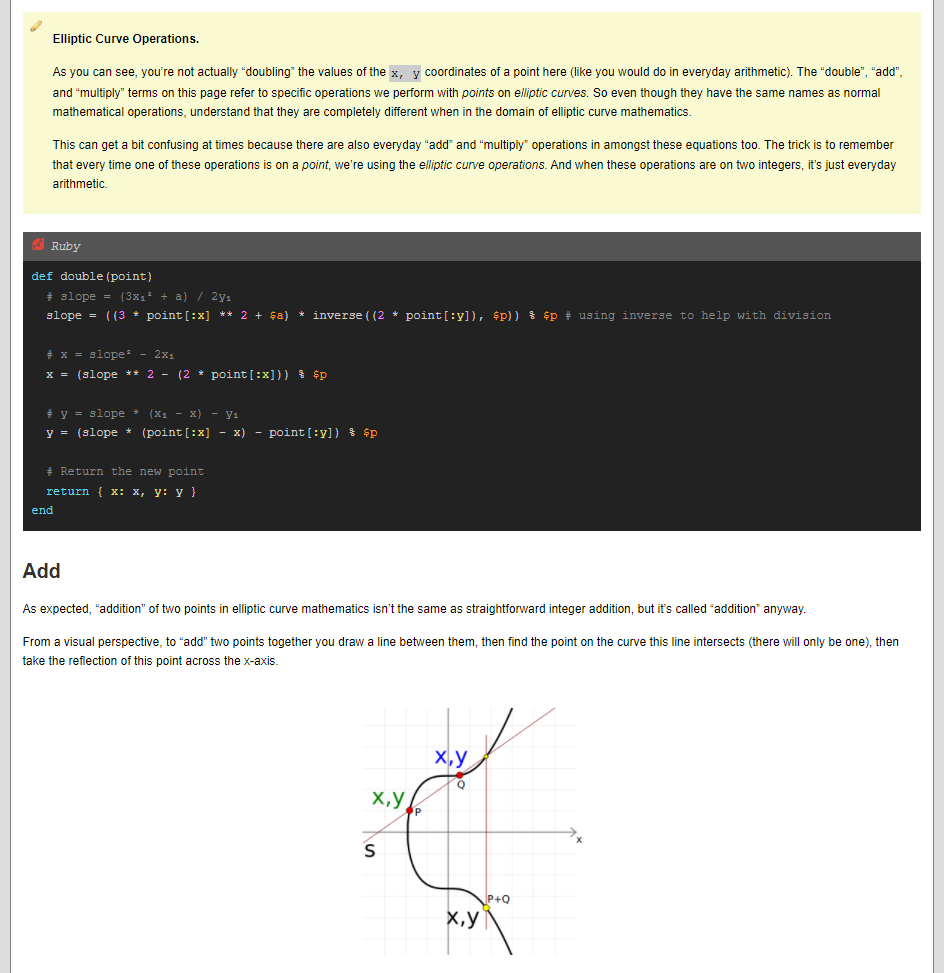 Elliptic Curve Operations.
As you can see, you're not actually “doubling” the values of the x, y coordinates of a point here (like you would do in everyday arithmetic). The “double”, “add”,
and “multiply” terms on this page refer to specific operations we perform with points on elliptic curves. So even though they have the same names as normal
mathematical operations, understand that they are completely different when in the domain of elliptic curve mathematics.
This can get a bit confusing at times because there are also everyday “add” and “multiply” operations in amongst these equations too. The trick is to remember
that every time one of these operations is on a point, we're using the elliptic curve operations. And when these operations are on two integers, it's just everyday
arithmetic.
Ruby
def double(point)
# slope = (3x₁² + a) / 2y₁
slope = ((3 * point[:x] ** 2 + $a) * inverse((2 * point[:y]), $p)) % $p # using inverse to help with division
# x = slope² - 2x₁
x = (slope ** 2 - (2 * point[:x])) % $p
# y = slope * (x₁ - x) - y₁
y = (slope * (point[:x] - x) - point[:y]) % $p
# Return the new point
return { x: x, y: y }
end
Add
As expected, “addition” of two points in elliptic curve mathematics isn't the same as straightforward integer addition, but it's called “addition” anyway.
From a visual perspective, to “add” two points together you draw a line between them, then find the point on the curve this line intersects (there will only be one), then
take the reflection of this point across the x-axis.
x,y
Q
x,y
P
x
S
P+Q
x,y